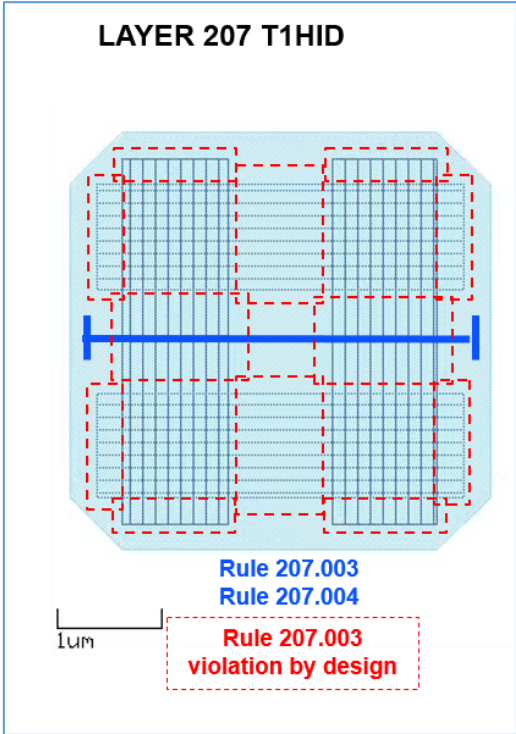 LAYER 207 T1HID
Rule 207.003
Rule 207.004
1um
Rule 207.003
violation by design